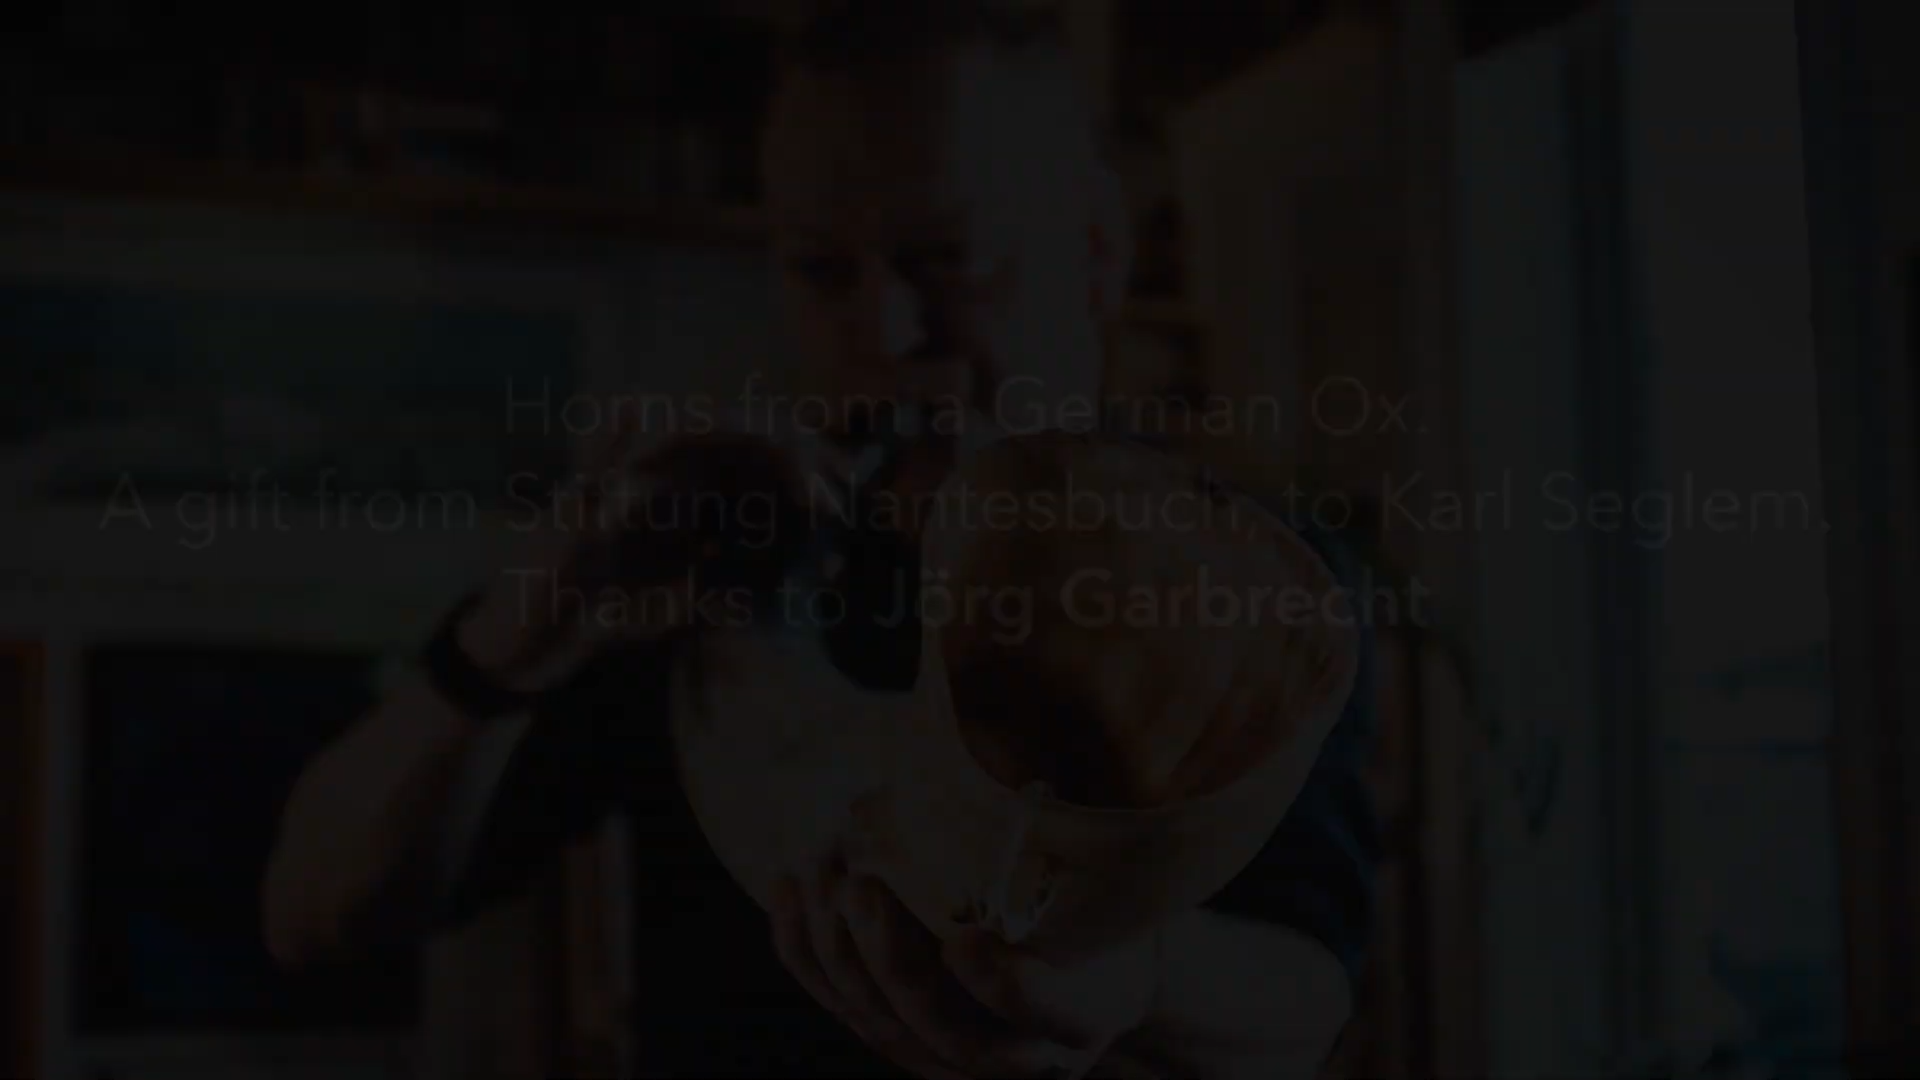 Horns from a German Ox.
A gift from Stiftung Nantesbuch, to Karl Seglem.
Thanks to Jörg Garbrecht